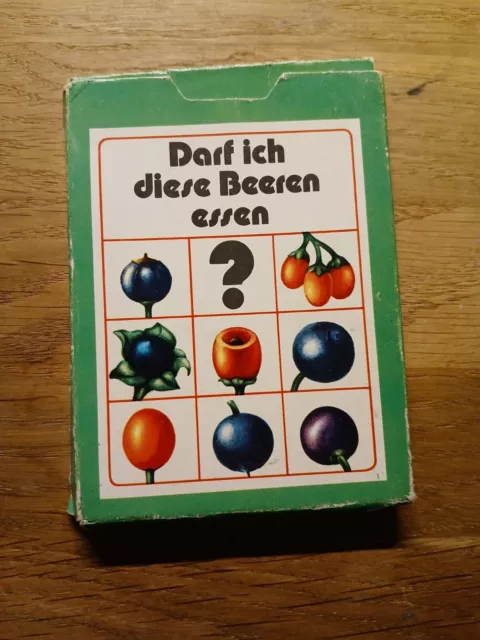 Darf ich
diese Beeren
essen
?